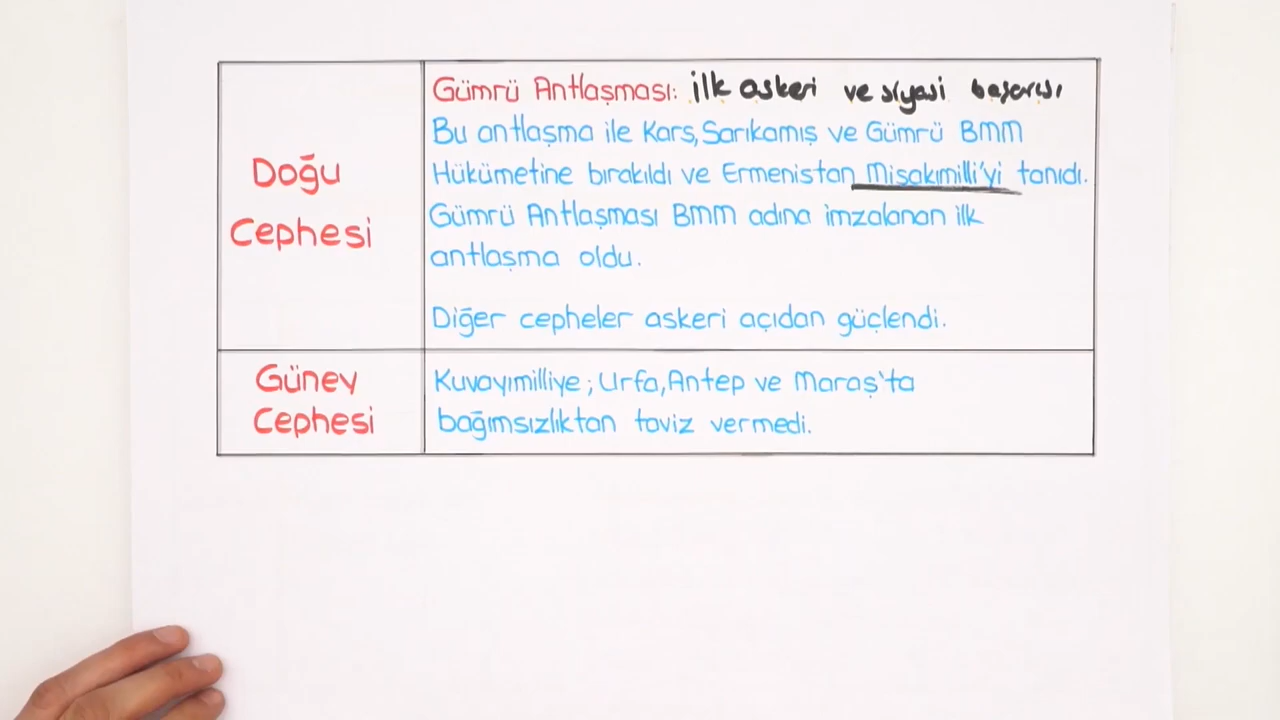 Doğu
Cephesi
Gümrü Antlaşması: ilk askeri ve siyasi başarısı
Bu antlaşma ile Kars, Sarıkamış ve Gümrü BMM
Hükümetine bırakıldı ve Ermenistan Misakımilli'yi tanıdı.
Gümrü Antlaşması BMM adına imzalanan ilk
antlaşma oldu.
Diğer cepheler askeri açıdan güçlendi.
Güney
Cephesi
Kuvayımilliye; Urfa, Antep ve Maraş'ta
bağımsızlıktan taviz vermedi.